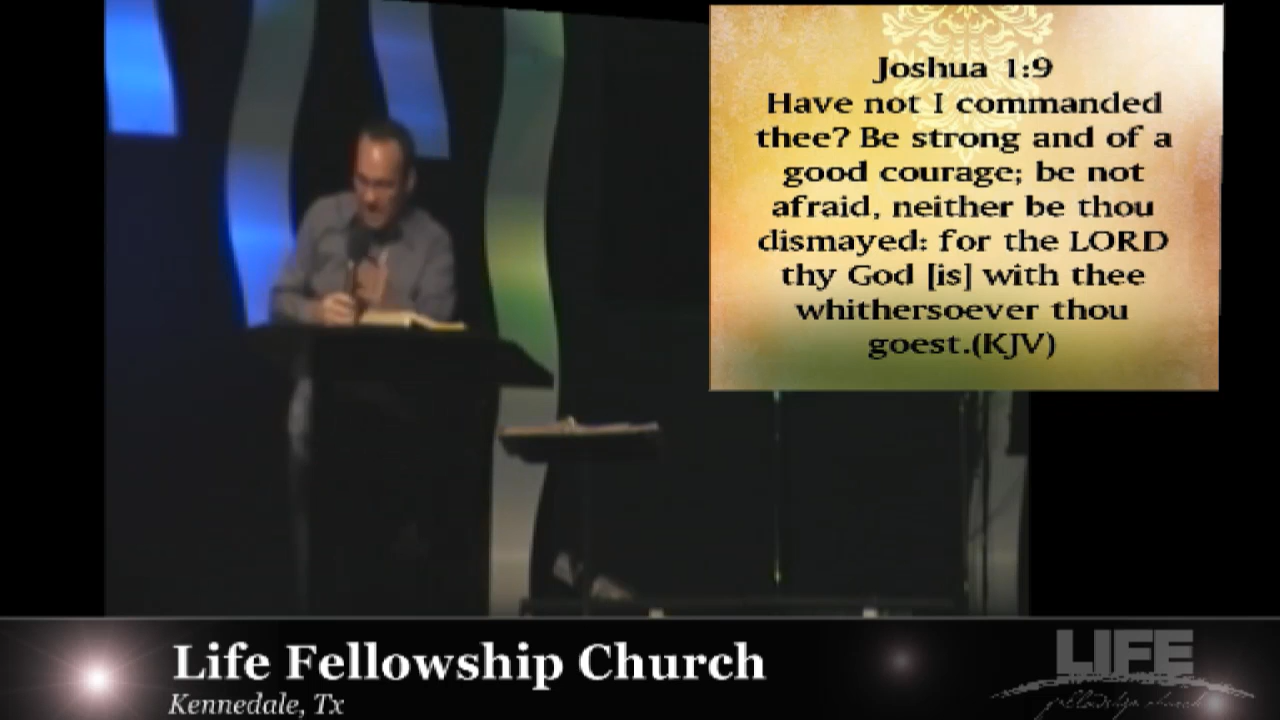 Joshua 1:9
Have not I commanded
thee? Be strong and of a
good courage; be not
afraid, neither be thou
dismayed: for the LORD
thy God [is] with thee
whithersoever thou
goest.(KJV)
Life Fellowship Church
Kennedale, Tx
LIFE
fellowship church